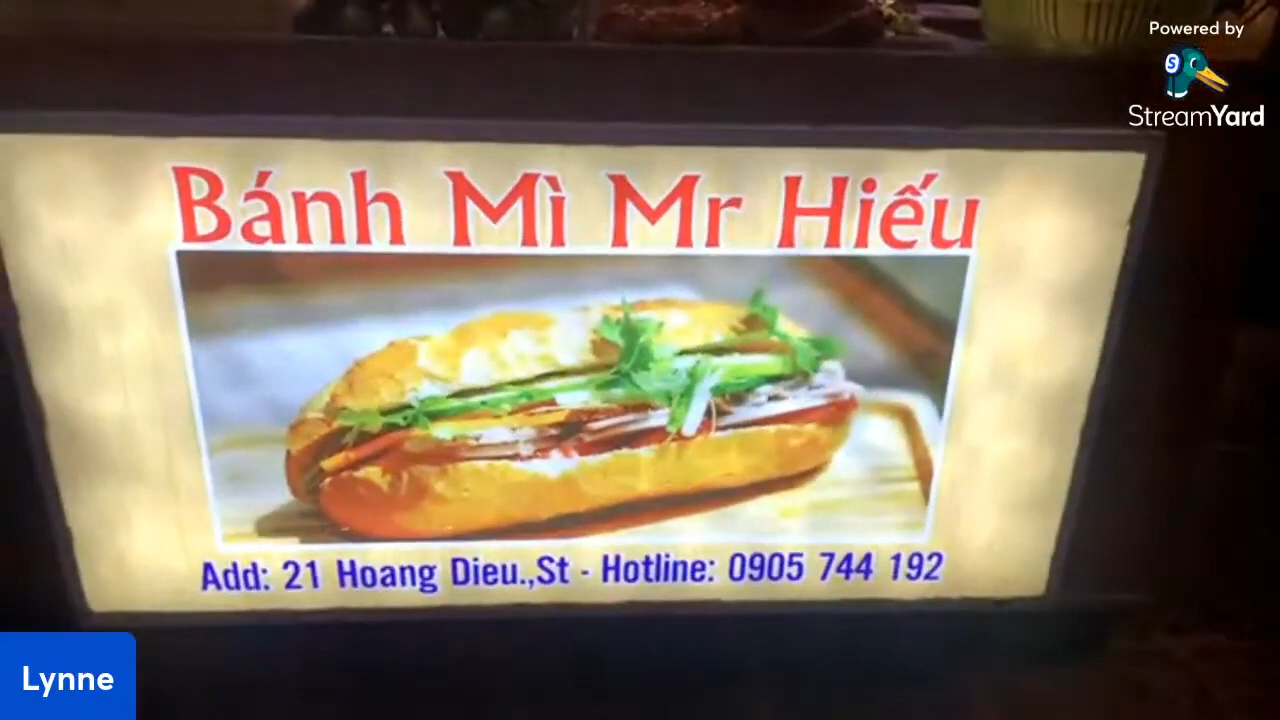 Powered by
S
StreamYard
Bánh Mì Mr Hiếu
Add: 21 Hoang Dieu.,St - Hotline: 0905 744 192
Lynne